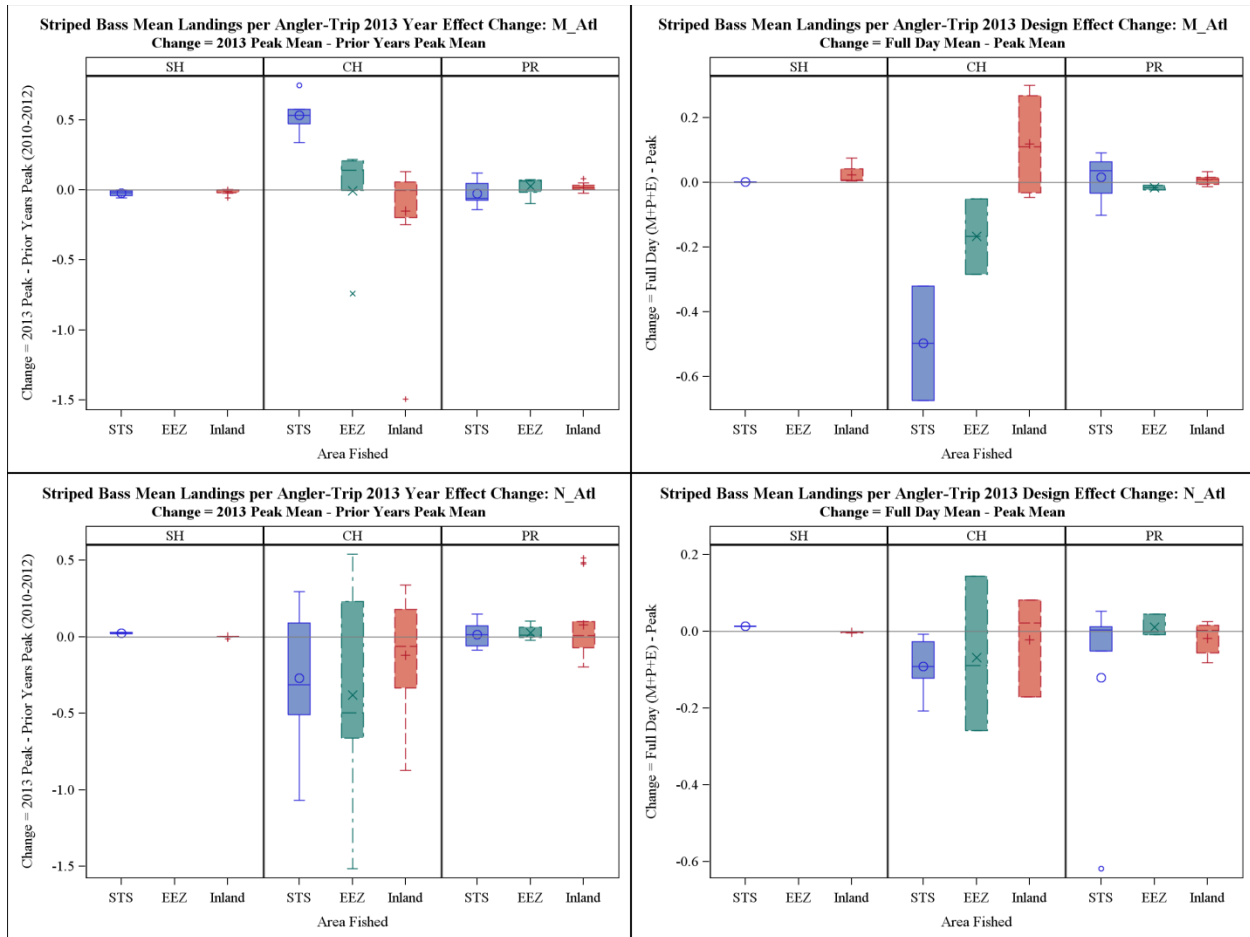 Striped Bass Mean Landings per Angler-Trip 2013 Year Effect Change: M_Atl
Change = 2013 Peak Mean - Prior Years Peak Mean
SH CH PR
Change = 2013 Peak - Prior Years Peak (2010-2012)
0.5
0.0
-0.5
-1.0
-1.5
STS EEZ Inland STS EEZ Inland STS EEZ Inland
Area Fished
Striped Bass Mean Landings per Angler-Trip 2013 Design Effect Change: M_Atl
Change = Full Day Mean - Peak Mean
SH CH PR
Change = Full Day (M+P+E) - Peak
0.2
0.0
-0.2
-0.4
-0.6
STS EEZ Inland STS EEZ Inland STS EEZ Inland
Area Fished
Striped Bass Mean Landings per Angler-Trip 2013 Year Effect Change: N_Atl
Change = 2013 Peak Mean - Prior Years Peak Mean
SH CH PR
Change = 2013 Peak - Prior Years Peak (2010-2012)
0.5
0.0
-0.5
-1.0
-1.5
STS EEZ Inland STS EEZ Inland STS EEZ Inland
Area Fished
Striped Bass Mean Landings per Angler-Trip 2013 Design Effect Change: N_Atl
Change = Full Day Mean - Peak Mean
SH CH PR
Change = Full Day (M+P+E) - Peak
0.2
0.0
-0.2
-0.4
-0.6
STS EEZ Inland STS EEZ Inland STS EEZ Inland
Area Fished